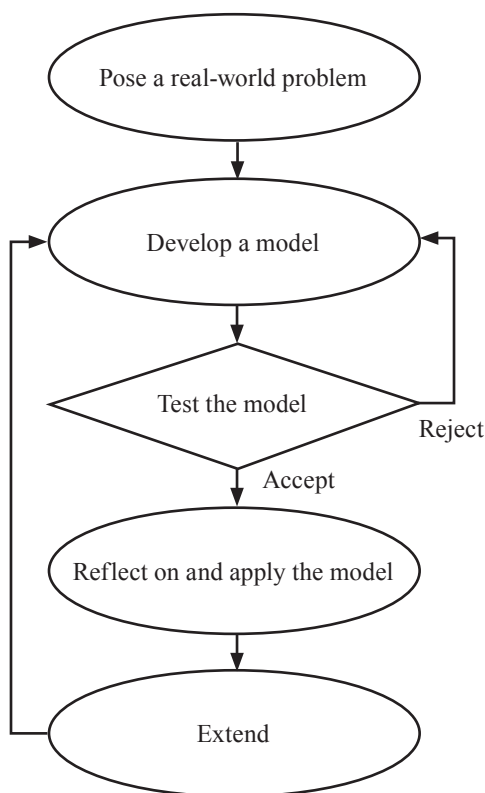 Pose a real-world problem
Develop a model
Test the model
Reject
Accept
Reflect on and apply the model
Extend